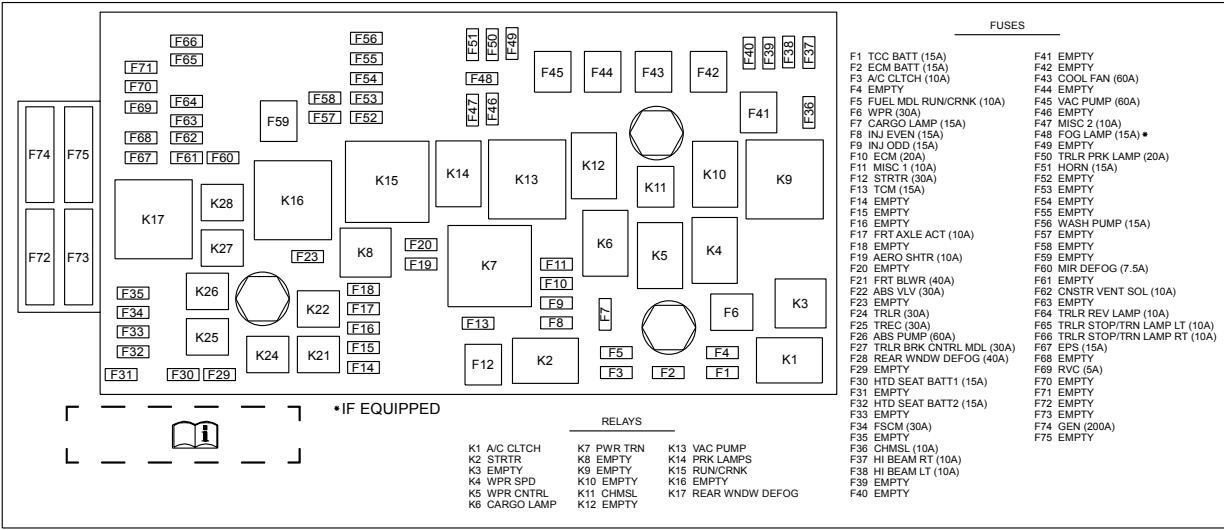 F66
F65
F71
F70
F69
F64
F63
F68
F62
F67
F61
F60
F56
F55
F54
F58
F53
F57
F52
F59
F51
F50
F49
F48
F47
F46
F45
F44
F43
F42
F40
F39
F38
F37
F41
F36
F74
F75
F72
F73
K17
K28
K27
K16
K15
K14
K13
K12
K11
K10
K9
K26
K25
F23
K8
F20
F19
K7
K6
K5
K4
K3
F35
F34
F33
F32
F31
F30
F29
K24
K22
K21
F18
F17
F16
F15
F14
F13
F12
F11
F10
F9
F8
F7
K2
F5
F3
F2
F6
F4
F1
K1
*IF EQUIPPED
i
RELAYS
K1 A/C CLTCH
K2 STRTR
K3 EMPTY
K4 WPR SPD
K5 WPR CNTRL
K6 CARGO LAMP
K7 PWR TRN
K8 EMPTY
K9 EMPTY
K10 EMPTY
K11 CHMSL
K12 EMPTY
K13 VAC PUMP
K14 PRK LAMPS
K15 RUN/CRNK
K16 EMPTY
K17 REAR WNDW DEFOG
FUSES
F1 TCC BATT (15A)
F2 ECM BATT (15A)
F3 A/C CLTCH (10A)
F4 EMPTY
F5 FUEL MDL RUN/CRNK (10A)
F6 WPR (30A)
F7 CARGO LAMP (15A)
F8 INJ EVEN (15A)
F9 INJ ODD (15A)
F10 ECM (20A)
F11 MISC 1 (10A)
F12 STRTR (30A)
F13 TCM (15A)
F14 EMPTY
F15 EMPTY
F16 EMPTY
F17 FRT AXLE ACT (10A)
F18 EMPTY
F19 AERO SHTR (10A)
F20 EMPTY
F21 FRT BLWR (40A)
F22 ABS VLV (30A)
F23 EMPTY
F24 TRLR (30A)
F25 TREC (30A)
F26 ABS PUMP (60A)
F27 TRLR BRK CNTRL MDL (30A)
F28 REAR WNDW DEFOG (40A)
F29 EMPTY
F30 HTD SEAT BATT1 (15A)
F31 EMPTY
F32 HTD SEAT BATT2 (15A)
F33 EMPTY
F34 FSCM (30A)
F35 EMPTY
F36 CHMSL (10A)
F37 HI BEAM RT (10A)
F38 HI BEAM LT (10A)
F39 EMPTY
F40 EMPTY
F41 EMPTY
F42 EMPTY
F43 COOL FAN (60A)
F44 EMPTY
F45 VAC PUMP (60A)
F46 EMPTY
F47 MISC 2 (10A)
F48 FOG LAMP (15A) *
F49 EMPTY
F50 TRLR PRK LAMP (20A)
F51 HORN (15A)
F52 EMPTY
F53 EMPTY
F54 EMPTY
F55 EMPTY
F56 WASH PUMP (15A)
F57 EMPTY
F58 EMPTY
F59 EMPTY
F60 MIR DEFOG (7.5A)
F61 EMPTY
F62 CNSTR VENT SOL (10A)
F63 EMPTY
F64 TRLR REV LAMP (10A)
F65 TRLR STOP/TRN LAMP LT (10A)
F66 TRLR STOP/TRN LAMP RT (10A)
F67 EPS (15A)
F68 EMPTY
F69 RVC (5A)
F70 EMPTY
F71 EMPTY
F72 EMPTY
F73 EMPTY
F74 GEN (200A)
F75 EMPTY